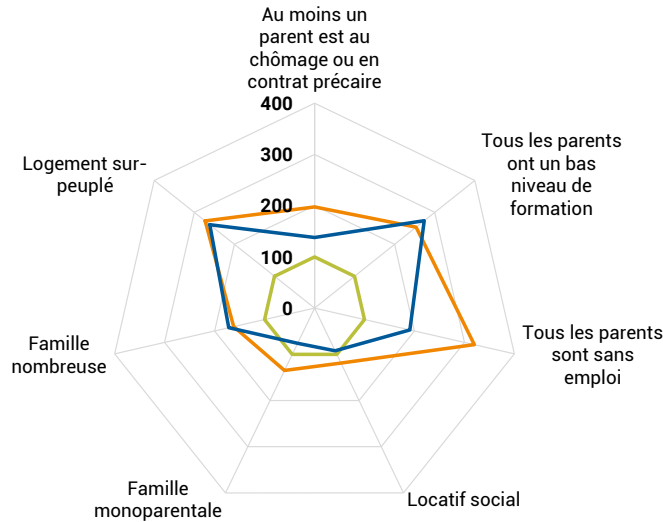 Au moins un
parent est au
chômage ou en
contrat précaire
400
300
200
100
0
Tous les parents
ont un bas
niveau de
formation
Tous les parents
sont sans
emploi
Locatif social
Famille
monoparentale
Famille
nombreuse
Logement sur-
peuplé